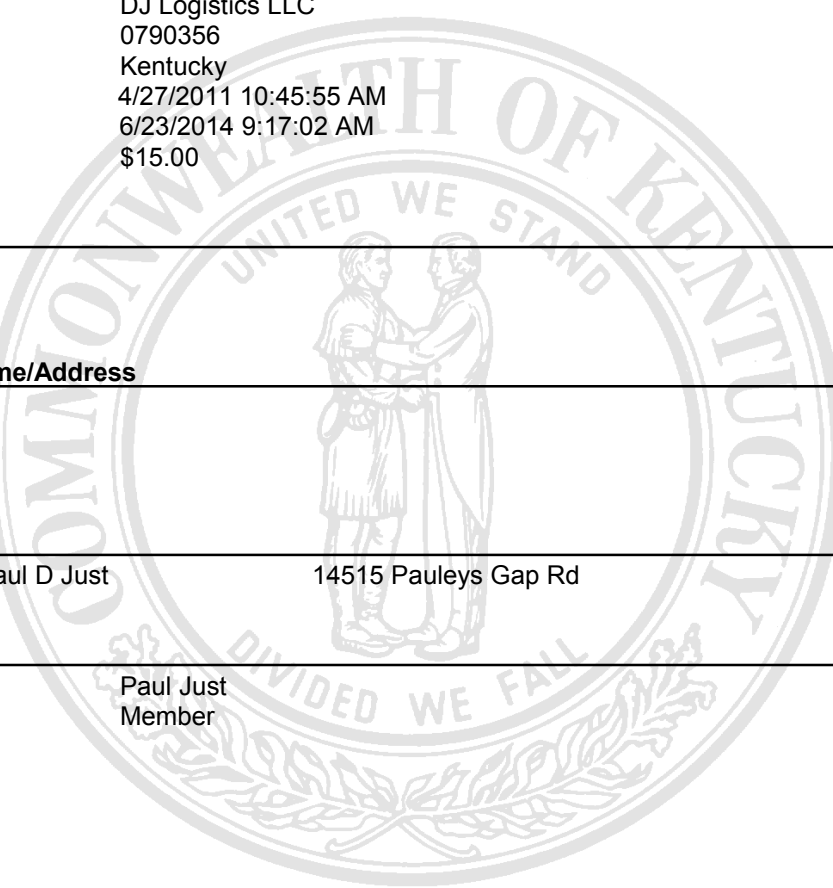 DJ Logistics LLC
0790356
Kentucky
4/27/2011 10:45:55 AM
6/23/2014 9:17:02 AM
$15.00
COMMONWEALTH OF KENTUCKY
UNITED WE STAND
me/Address
aul D Just 14515 Pauleys Gap Rd
DIVIDED WE FALL
Paul Just
Member